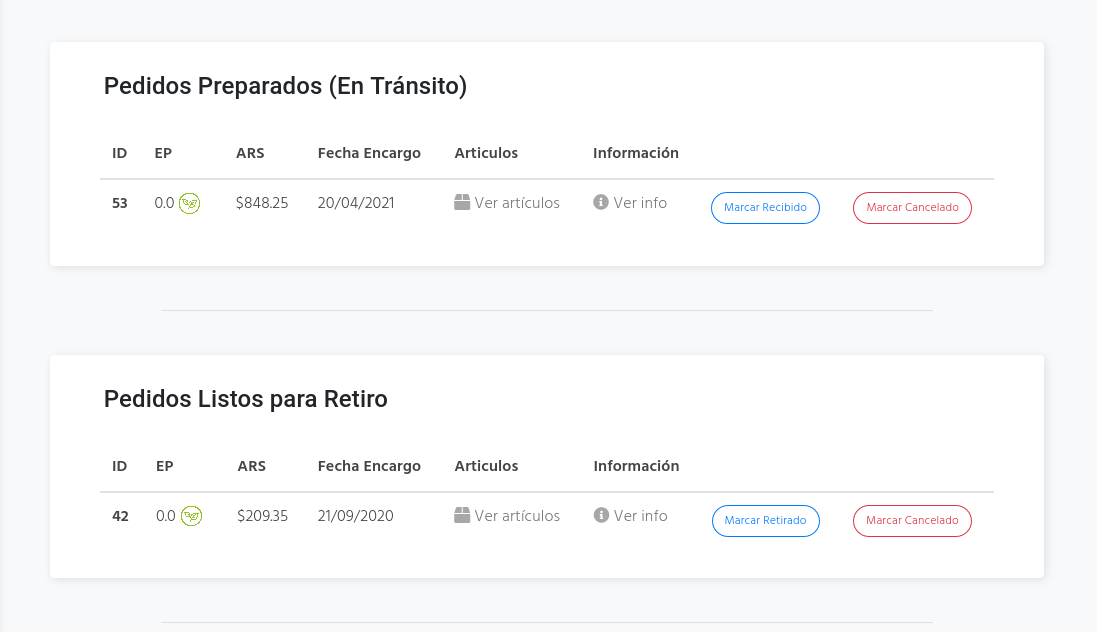 Pedidos Preparados (En Tránsito)
ID EP ARS Fecha Encargo Articulos Información
53 0.0 $848.25 20/04/2021 Ver artículos Ver info Marcar Recibido Marcar Cancelado
Pedidos Listos para Retiro
ID EP ARS Fecha Encargo Articulos Información
42 0.0 $209.35 21/09/2020 Ver artículos Ver info Marcar Retirado Marcar Cancelado